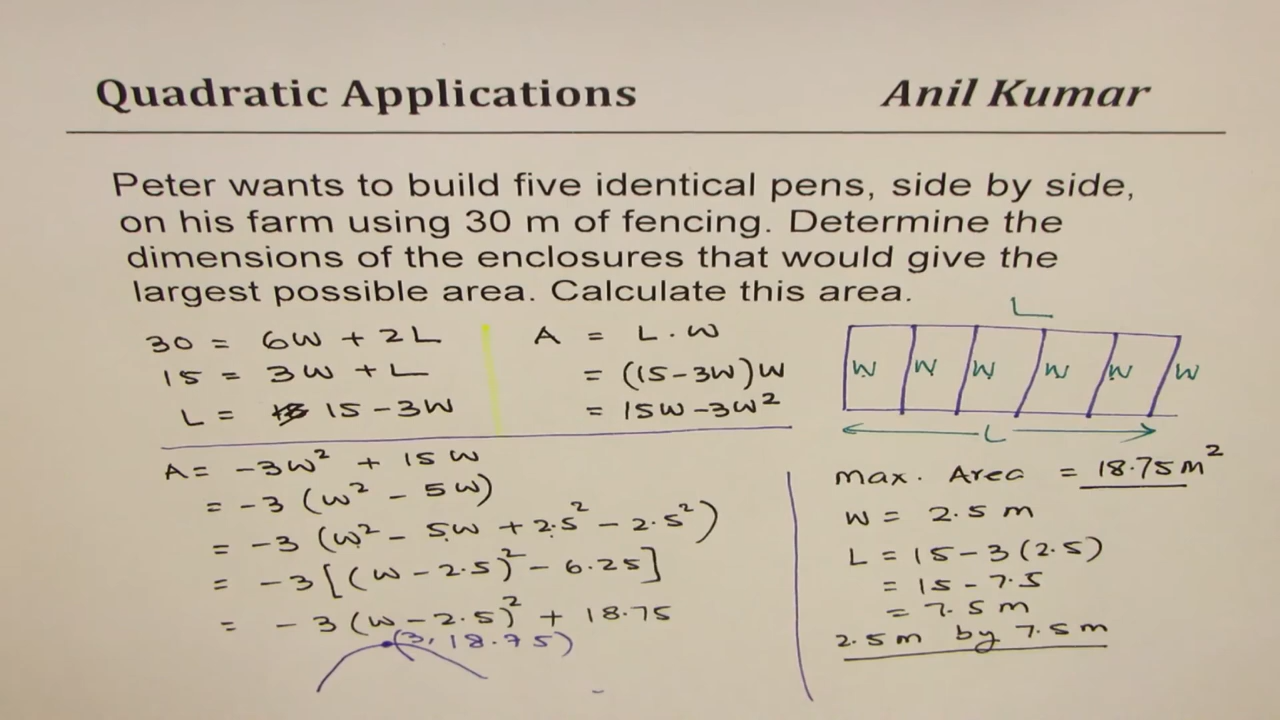 Quadratic Applications Anil Kumar
Peter wants to build five identical pens, side by side,
on his farm using 30 m of fencing. Determine the
dimensions of the enclosures that would give the
largest possible area. Calculate this area.
30 = 6W + 2L
15 = 3W + L
L = 15 - 3W
A = L . W
= (15-3W)W
= 15W-3W²
L
W W W W W W
L
A = -3W² + 15 W
= -3 (W² - 5W)
= -3 (W² - 5W + 2.5² - 2.5²)
= -3[(W-2.5)² - 6.25]
= -3(W-2.5)² + 18.75
(3, 18.75)
max. Area = 18.75 m²
W = 2.5 m
L = 15-3(2.5)
= 15 - 7.5
= 7.5 m
2.5 m by 7.5 m